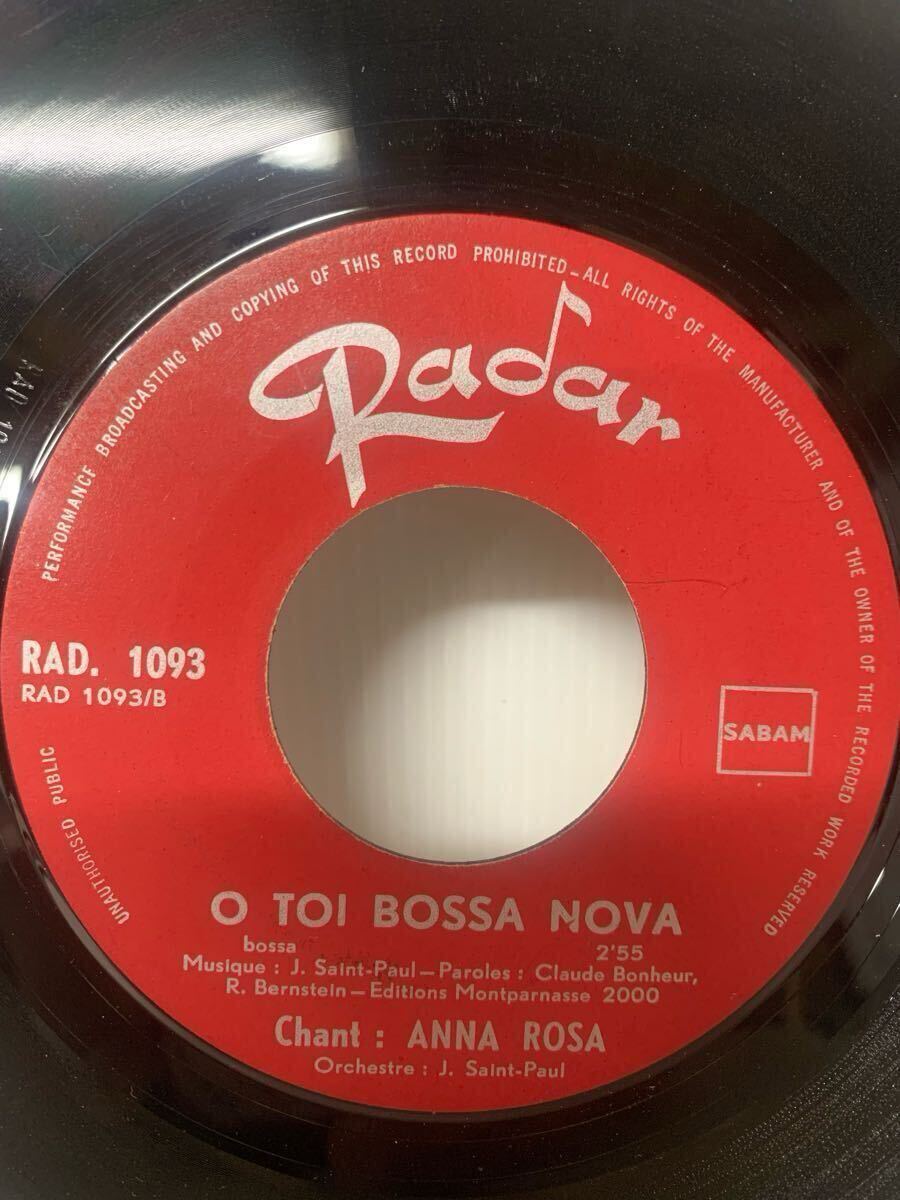 UNAUTHORISED PUBLIC PERFORMANCE BROADCASTING AND COPYING OF THIS RECORD PROHIBITED–ALL RIGHTS OF THE MANUFACTURER AND OF THE OWNER OF THE RECORDED WORK RESERVED
Radar
RAD. 1093
RAD 1093/B
SABAM
O TOI BOSSA NOVA
bossa 2'55
Musique : J. Saint-Paul–Paroles : Claude Bonheur,
R. Bernstein–Editions Montparnasse 2000
Chant : ANNA ROSA
Orchestre : J. Saint-Paul